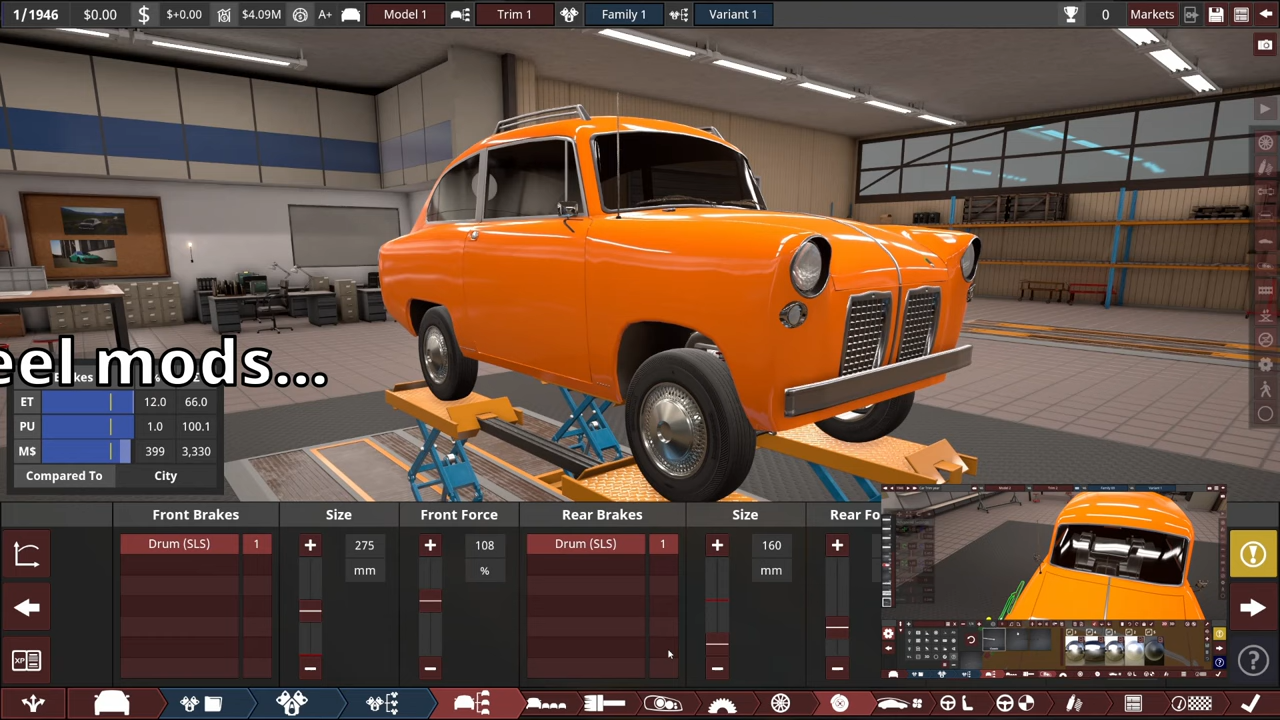 1/1946 $0.00 $+0.00 $4.09M A+ Model 1 Trim 1 Family 1 Variant 1 0 Markets
eel mods...
ET 12.0 66.0
PU 1.0 100.1
M$ 399 3,330
Compared To City
Front Brakes Size Front Force Rear Brakes Size Rear Fo
Drum (SLS) 1 275 108 Drum (SLS) 1 160
mm % mm
XP